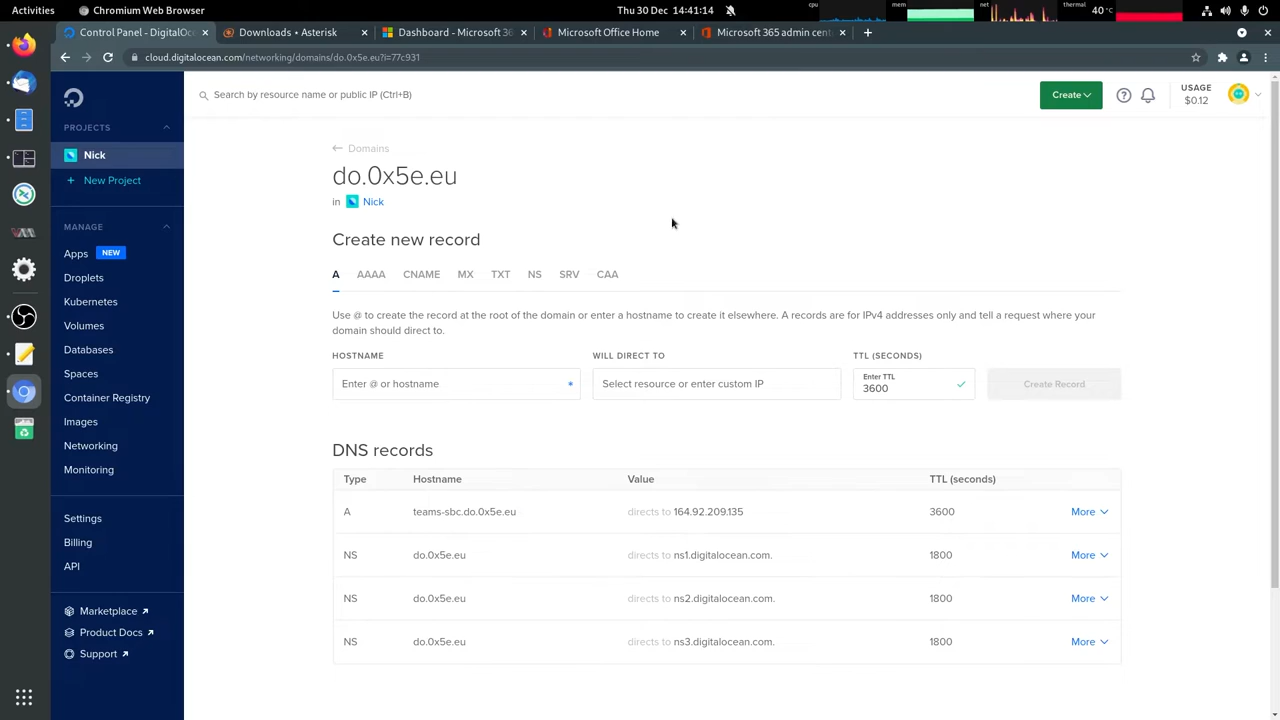 Activities
Chromium Web Browser
Thu 30 Dec 14:41:14
cpu
mem
net
thermal
40 °C
Control Panel - DigitalOce
Downloads • Asterisk
Dashboard - Microsoft 36
Microsoft Office Home
Microsoft 365 admin cent
cloud.digitalocean.com/networking/domains/do.0x5e.eu?i=77c931
Search by resource name or public IP (Ctrl+B)
Create
USAGE
$0.12
PROJECTS
Nick
+ New Project
MANAGE
Apps NEW
Droplets
Kubernetes
Volumes
Databases
Spaces
Container Registry
Images
Networking
Monitoring
Settings
Billing
API
Marketplace
Product Docs
Support
← Domains
do.0x5e.eu
in Nick
Create new record
A AAAA CNAME MX TXT NS SRV CAA
Use @ to create the record at the root of the domain or enter a hostname to create it elsewhere. A records are for IPv4 addresses only and tell a request where your
domain should direct to.
HOSTNAME WILL DIRECT TO TTL (SECONDS)
Enter @ or hostname
Select resource or enter custom IP
Enter TTL
3600
Create Record
DNS records
Type Hostname Value TTL (seconds)
A teams-sbc.do.0x5e.eu directs to 164.92.209.135 3600 More
NS do.0x5e.eu directs to ns1.digitalocean.com. 1800 More
NS do.0x5e.eu directs to ns2.digitalocean.com. 1800 More
NS do.0x5e.eu directs to ns3.digitalocean.com. 1800 More